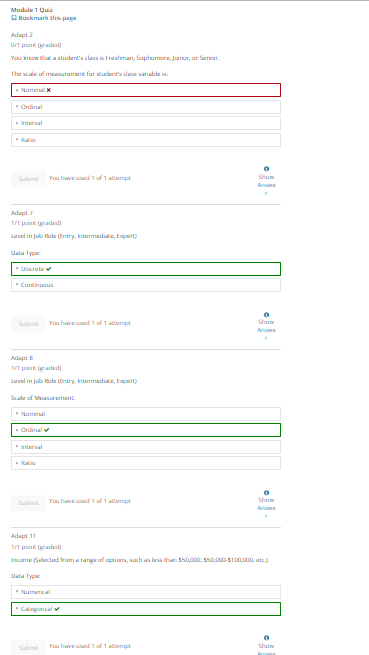 Module 1 Quiz
Bookmark this page
Adapt 2
0/1 point (graded)
You know that a student's class is Freshman, Sophomore, Junior, or Senior.
The scale of measurement for student's class variable is:
Nominal ✖
Ordinal
Interval
Ratio
Submit You have used 1 of 1 attempt
Show
Answe
r
Adapt 7
1/1 point (graded)
Level in Job Role (Entry, Intermediate, Expert)
Data Type:
Discrete ✔
Continuous
Submit You have used 1 of 1 attempt
Show
Answe
r
Adapt 8
1/1 point (graded)
Level in Job Role (Entry, Intermediate, Expert)
Scale of Measurement:
Nominal
Ordinal ✔
Interval
Ratio
Submit You have used 1 of 1 attempt
Show
Answe
r
Adapt 11
1/1 point (graded)
Income (Selected from a range of options, such as less than $50,000, $50,000-$100,000, etc.)
Data Type:
Numerical
Categorical ✔
Submit You have used 1 of 1 attempt
Show
Answe